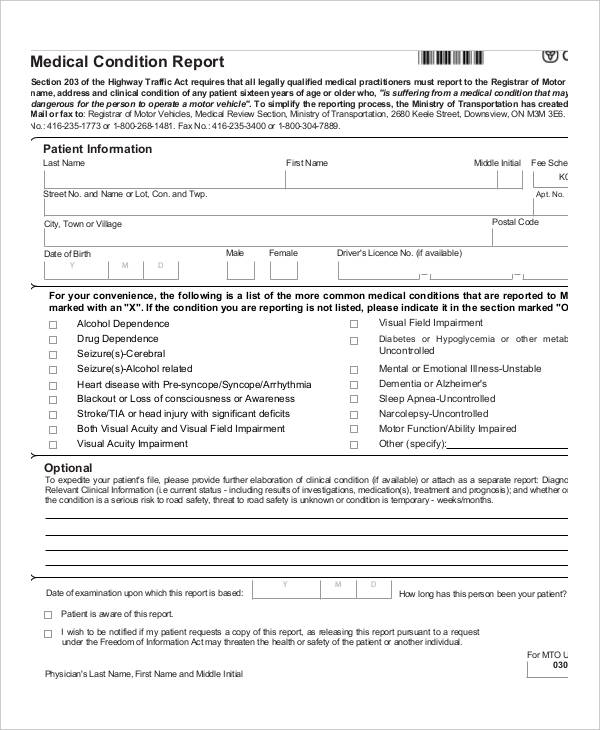 Medical Condition Report
Section 203 of the Highway Traffic Act requires that all legally qualified medical practitioners must report to the Registrar of Motor
name, address and clinical condition of any patient sixteen years of age or older who, "is suffering from a medical condition that may
dangerous for the person to operate a motor vehicle". To simplify the reporting process, the Ministry of Transportation has created
Mail or fax to: Registrar of Motor Vehicles, Medical Review Section, Ministry of Transportation, 2680 Keele Street, Downsview, ON M3M 3E6.
No.: 416-235-1773 or 1-800-268-1481. Fax No.: 416-235-3400 or 1-800-304-7889.
Patient Information
Last Name First Name Middle Initial Fee Sche
Street No. and Name or Lot, Con. and Twp. Apt. No.
City, Town or Village Postal Code
Date of Birth Male Female Driver's Licence No. (if available)
Y M D
For your convenience, the following is a list of the more common medical conditions that are reported to M
marked with an "X". If the condition you are reporting is not listed, please indicate it in the section marked "O
Alcohol Dependence
Drug Dependence
Seizure(s)-Cerebral
Seizure(s)-Alcohol related
Heart disease with Pre-syncope/Syncope/Arrhythmia
Blackout or Loss of consciousness or Awareness
Stroke/TIA or head injury with significant deficits
Both Visual Acuity and Visual Field Impairment
Visual Acuity Impairment
Visual Field Impairment
Diabetes or Hypoglycemia or other metab
Uncontrolled
Mental or Emotional Illness-Unstable
Dementia or Alzheimer's
Sleep Apnea-Uncontrolled
Narcolepsy-Uncontrolled
Motor Function/Ability Impaired
Other (specify):
Optional
To expedite your patient's file, please provide further elaboration of clinical condition (if available) or attach as a separate report: Diagno
Relevant Clinical Information (i.e current status - including results of investigations, medication(s), treatment and prognosis); and whether o
the condition is a serious risk to road safety, threat to road safety is unknown or condition is temporary - weeks/months.
Y M D
Date of examination upon which this report is based: How long has this person been your patient?
Patient is aware of this report.
I wish to be notified if my patient requests a copy of this report, as releasing this report pursuant to a request
under the Freedom of Information Act may threaten the health or safety of the patient or another individual.
For MTO U
030
Physician's Last Name, First Name and Middle Initial